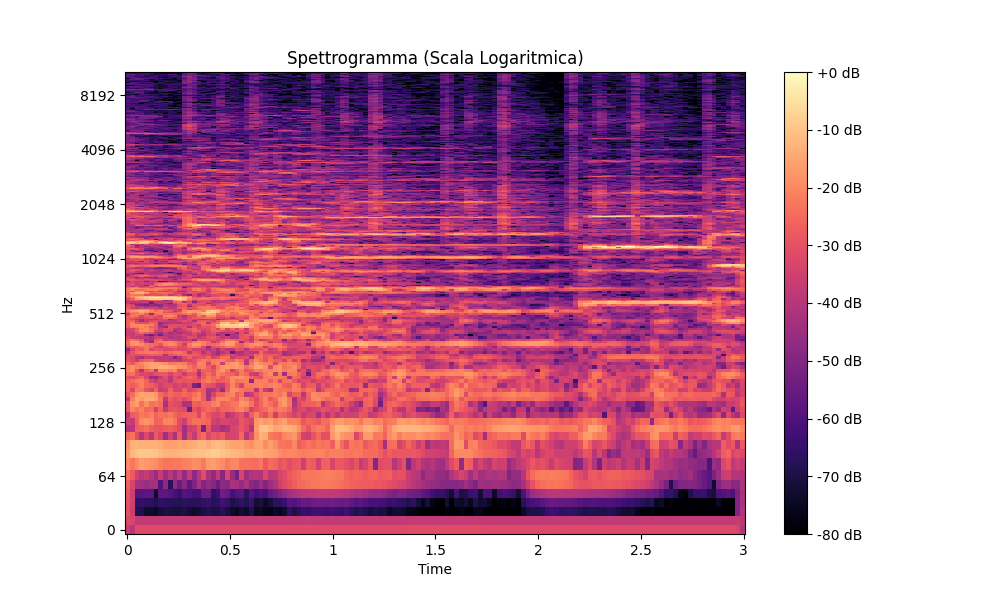 Spettrogramma (Scala Logaritmica)
8192
4096
2048
1024
512
256
128
64
0
Hz
0
0.5
1
1.5
2
2.5
3
Time
+0 dB
-10 dB
-20 dB
-30 dB
-40 dB
-50 dB
-60 dB
-70 dB
-80 dB